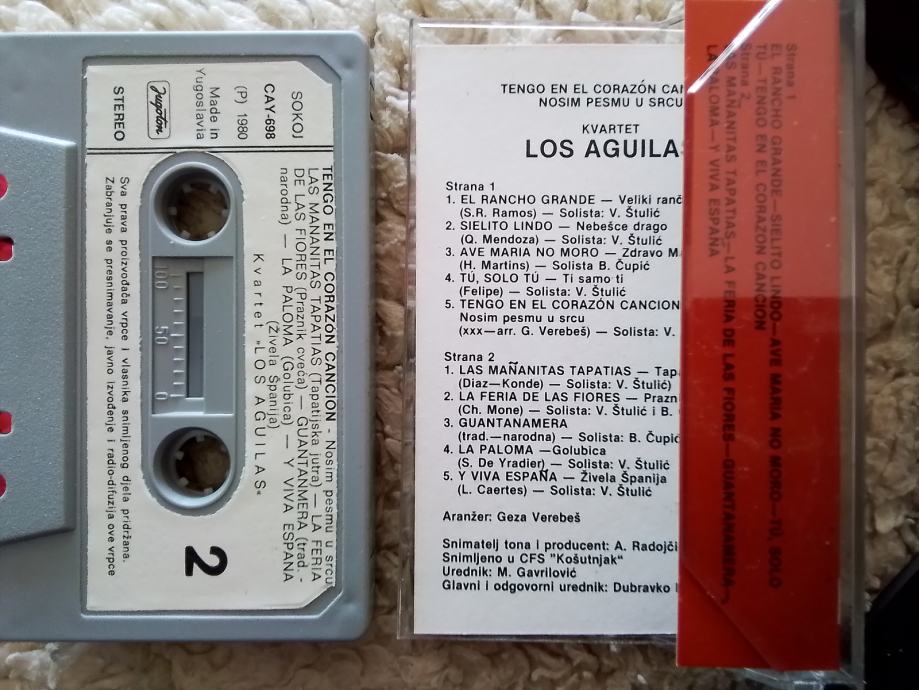 SOKOJ
CAY-698
(P) 1980
Made in
Yugoslavia
Jugoton
STEREO
TENGO EN EL CORAZÓN CANCION - Nosim pesmu u srcu
LAS MANANITAS TAPATIAS (Tapatijska jutra) — LA FERIA
DE LAS FIORES (Praznik cveća) — GUANTANMERA (trad. -
narodna) — LA PALOMA (Golubica) — Y VIVA ESPANA
(Živela Španija)
Kvartet »LOS AGUILAS«
100 50 0
2
Sva prava proizvođača vrpce i vlasnika snimljenog djela pridržana.
Zabranjuje se presnimavanje, javno izvođenje i radio-difuzija ove vrpce
TENGO EN EL CORAZÓN
NOSIM PESMU U SRCU
KVARTET
LOS AGUILAS
Strana 1
1. EL RANCHO GRANDE — Veliki
(S.R. Ramos) — Solista: V. Štulić
2. SIELITO LINDO — Nebešce drago
(Q. Mendoza) — Solista: V. Štulić
3. AVE MARIA NO MORO — Zdravo
(H. Martins) — Solista B. Čupić
4. TÚ, SOLO TÚ — Ti samo ti
(Felipe) — Solista: V. Štulić
5. TENGO EN EL CORAZÓN CANCION
Nosim pesmu u srcu
(xxx—arr. G. Verebeš) — Solista: V.
Strana 2
1. LAS MAÑANITAS TAPATIAS —
(Diaz—Konde) — Solista: V. Štulić)
2. LA FERIA DE LAS FIORES —
(Ch. Mone) — Solista: V. Štulić i B.
3. GUANTANAMERA
(trad.—narodna) — Solista: B. Čupić
4. LA PALOMA —Golubica
(S. De Yradier) — Solista: V. Štulić
5. Y VIVA ESPAÑA — Živela Španija
(L. Caertes) — Solista: V. Štulić
Aranžer: Geza Verebeš
Snimatelj tona i producent: A.
Snimljeno u CFS "Košutnjak“
Urednik: M. Gavrilović
Glavni i odgovorni urednik: Dubravko
Strana 1
EL RANCHO GRANDE—SIELITO LINDO—AVE MARIA NO MORO—TÚ, SOLO
TÚ—TENGO EN EL CORAZON CANCION
Strana 2
LAS MAÑANITAS TAPATIAS—LA FERIA DE LAS FIORES—GUANTANAMERA—
LA PALOMA—Y VIVA ESPAÑA